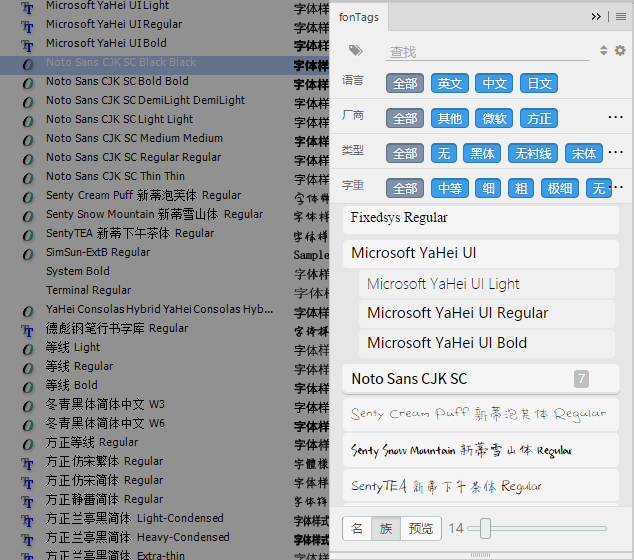 Microsoft YaHei UI Light 字体样
Microsoft YaHei UI Regular 字体样
Microsoft YaHei UI Bold 字体样
Noto Sans CJK SC Black Black 字体样
Noto Sans CJK SC Bold Bold 字体样
Noto Sans CJK SC DemiLight DemiLight 字体样
Noto Sans CJK SC Light Light 字体样
Noto Sans CJK SC Medium Medium 字体样
Noto Sans CJK SC Regular Regular 字体样
Noto Sans CJK SC Thin Thin 字体样
Senty Cream Puff 新蒂泡芙体 Regular 字体样
Senty Snow Mountain 新蒂雪山体 Regular 字体样
SentyTEA 新蒂下午茶体 Regular 字体样
SimSun-ExtB Regular Sample
System Bold 字体样
Terminal Regular 字体样
YaHei Consolas Hybrid YaHei Consolas Hyb... 字体样
德彪钢笔行书字库 Regular 字体样
等线 Light 字体样
等线 Regular 字体样
等线 Bold 字体样
冬青黑体简体中文 W3 字体样
冬青黑体简体中文 W6 字体样
方正等线 Regular 字体样
方正仿宋繁体 Regular 字體樣
方正仿宋简体 Regular 字体样
方正静蕾简体 Regular 字体样
方正兰亭黑简体 Light-Condensed 字体样式
方正兰亭黑简体 Heavy-Condensed 字体样式
方正兰亭黑简体 Extra-thin 字体样
fonTags
查找
语言 全部 英文 中文 日文
厂商 全部 其他 微软 方正 ···
类型 全部 无 黑体 无衬线 宋体 ···
字重 全部 中等 细 粗 极细 无 ···
Fixedsys Regular
Microsoft YaHei UI
Microsoft YaHei UI Light
Microsoft YaHei UI Regular
Microsoft YaHei UI Bold
Noto Sans CJK SC 7
Senty Cream Puff 新蒂泡芙体 Regular
Senty Snow Mountain 新蒂雪山体 Regular
SentyTEA 新蒂下午茶体 Regular
名 族 预览 14